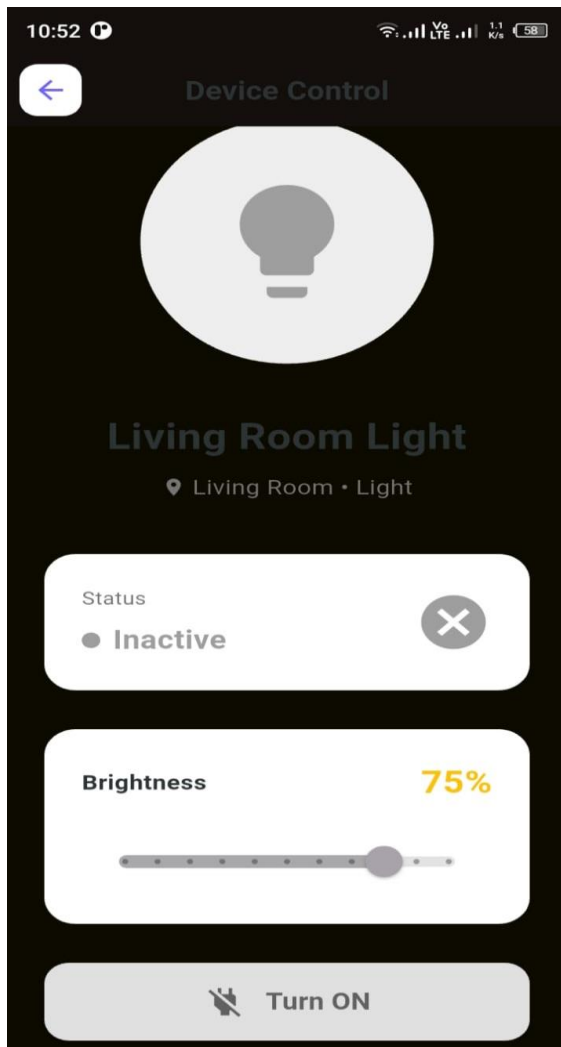 10:52 Vo LTE 1.1 K/s 58
Device Control
Living Room Light
Living Room • Light
Status
Inactive
Brightness 75%
Turn ON